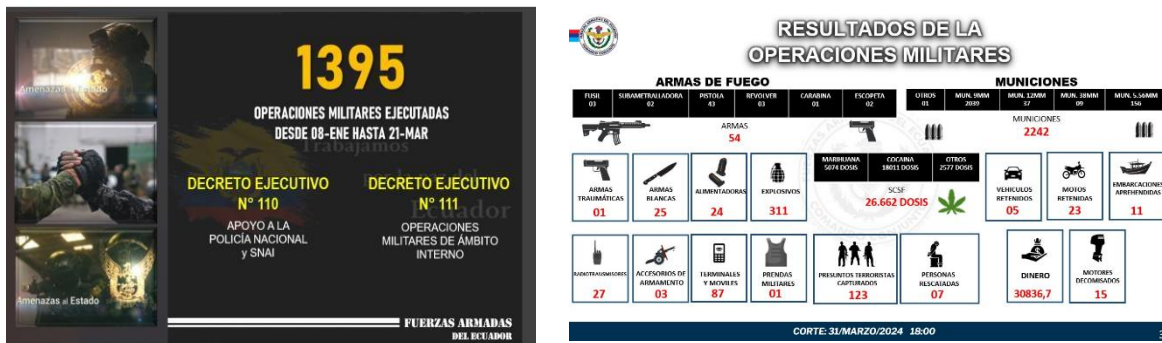 Amenazas al Estado
Amenazas al Estado
1395
OPERACIONES MILITARES EJECUTADAS
DESDE 08-ENE HASTA 21-MAR
Trabajamos
DECRETO EJECUTIVO
N° 110
APOYO A LA
POLICÍA NACIONAL
y SNAI
DECRETO EJECUTIVO
N° 111
OPERACIONES
MILITARES DE ÁMBITO
INTERNO
Ecuador
FUERZAS ARMADAS
DEL ECUADOR
RESULTADOS DE LA
OPERACIONES MILITARES
ARMAS DE FUEGO
FUSIL
03
SUBAMETRALLADORA
02
PISTOLA
43
REVOLVER
03
CARABINA
01
ESCOPETA
02
ARMAS
54
MUNICIONES
OTROS
01
MUN. 9MM
2039
MUN. 12MM
37
MUN. 38MM
09
MUN. 5,56MM
156
MUNICIONES
2242
ARMAS
TRAUMÁTICAS
01
ARMAS
BLANCAS
25
ALIMENTADORAS
24
EXPLOSIVOS
311
MARIHUANA
5074 DOSIS
COCAINA
18011 DOSIS
OTROS
2577 DOSIS
SCSF
26.662 DOSIS
VEHICULOS
RETENIDOS
05
MOTOS
RETENIDAS
23
EMBARCACIONES
APREHENDIDAS
11
RADIOTRASMISORES
27
ACCESORIOS DE
ARMAMENTO
03
TERMINALES
Y MOVILES
87
PRENDAS
MILITARES
01
PRESUNTOS TERRORISTAS
CAPTURADOS
123
PERSONAS
RESCATADAS
07
DINERO
30836,7
MOTORES
DECOMISADOS
15
CORTE: 31/MARZO/2024 18:00